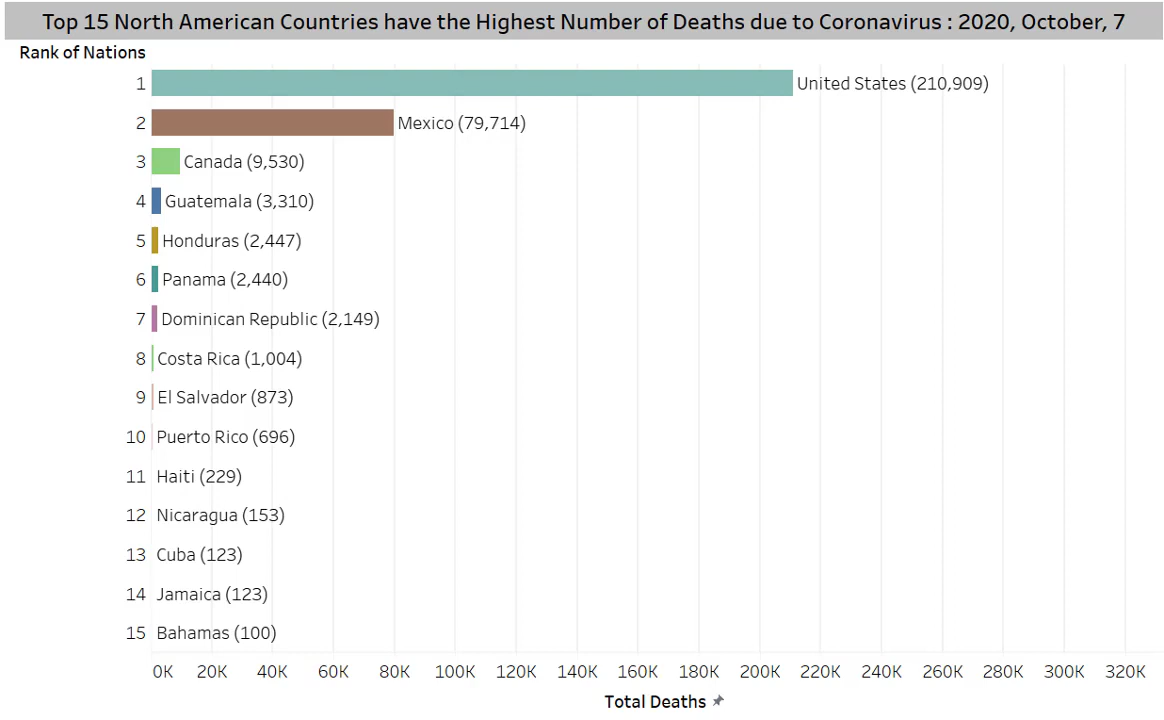 Top 15 North American Countries have the Highest Number of Deaths due to Coronavirus : 2020, October, 7
Rank of Nations
1 United States (210,909)
2 Mexico (79,714)
3 Canada (9,530)
4 Guatemala (3,310)
5 Honduras (2,447)
6 Panama (2,440)
7 Dominican Republic (2,149)
8 Costa Rica (1,004)
9 El Salvador (873)
10 Puerto Rico (696)
11 Haiti (229)
12 Nicaragua (153)
13 Cuba (123)
14 Jamaica (123)
15 Bahamas (100)
0K 20K 40K 60K 80K 100K 120K 140K 160K 180K 200K 220K 240K 260K 280K 300K 320K
Total Deaths